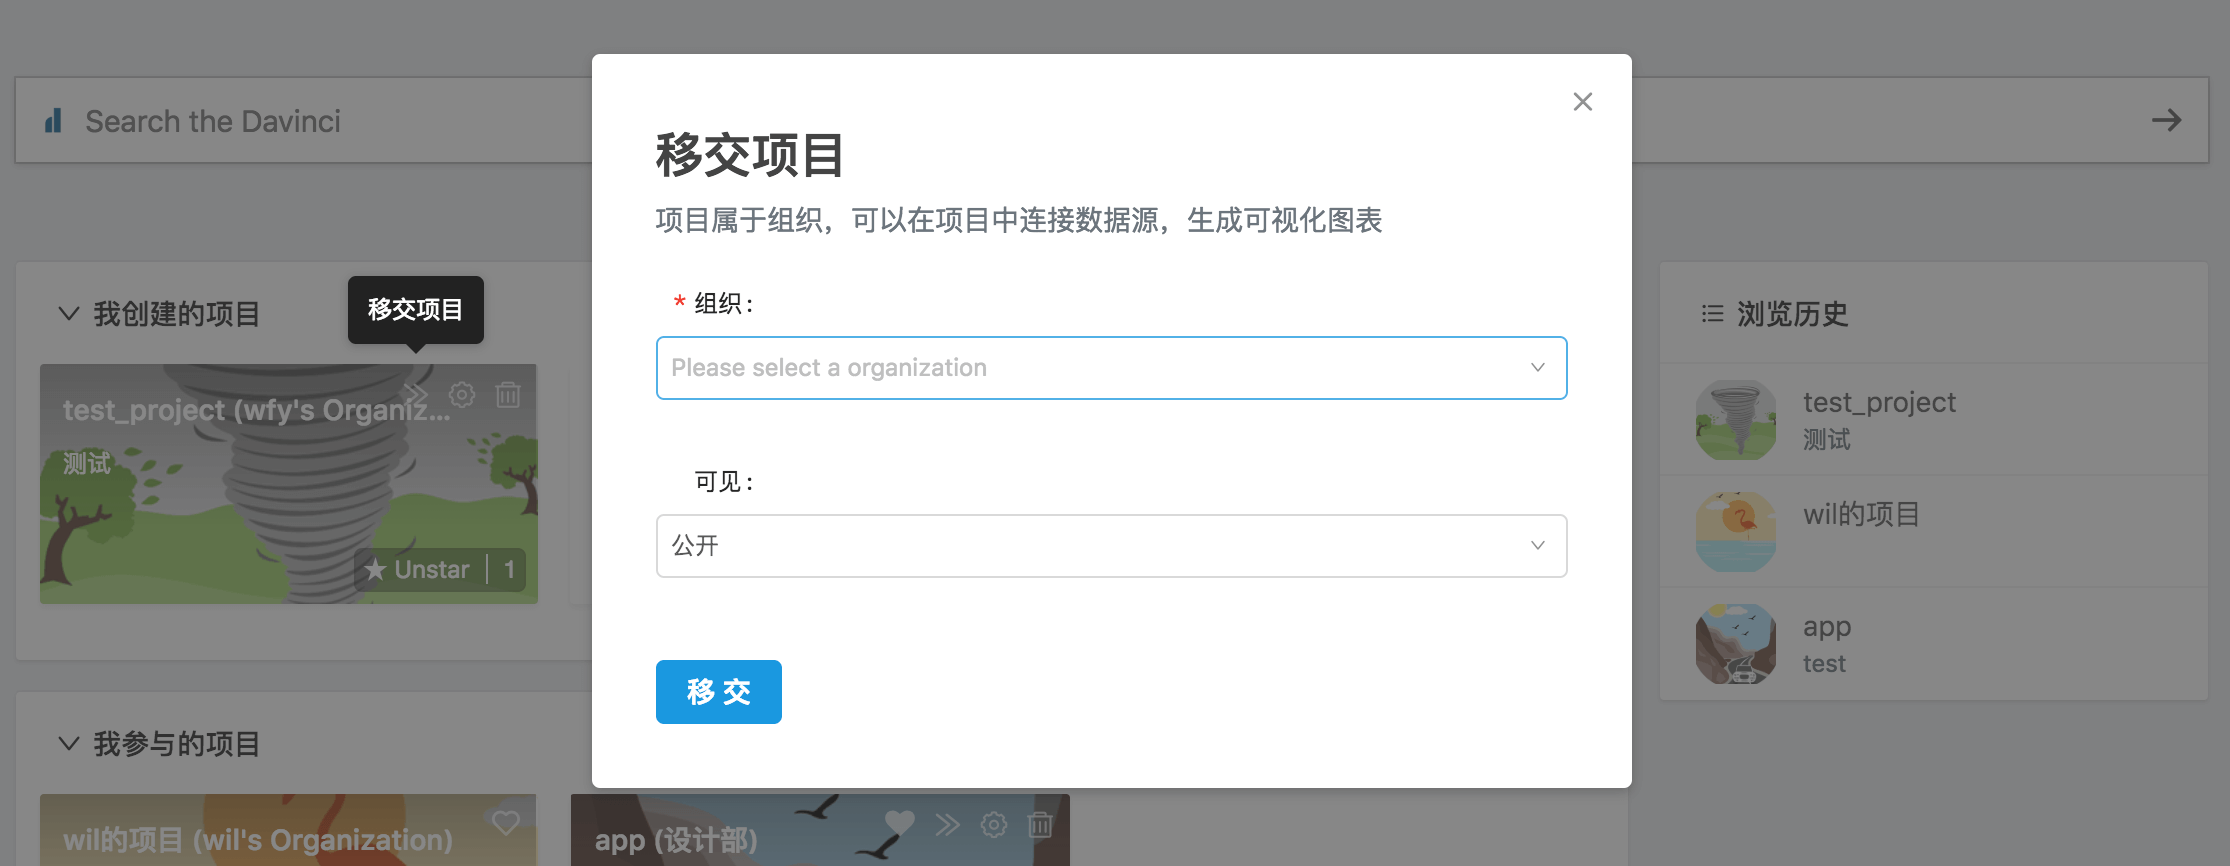 Search the Davinci
移交项目
项目属于组织，可以在项目中连接数据源，生成可视化图表
* 组织：
Please select a organization
可见：
公开
移 交
我创建的项目
移交项目
test_project (wfy's Organiz...
测试
Unstar 1
我参与的项目
wil的项目 (wil's Organization)
app (设计部)
浏览历史
test_project
测试
wil的项目
app
test